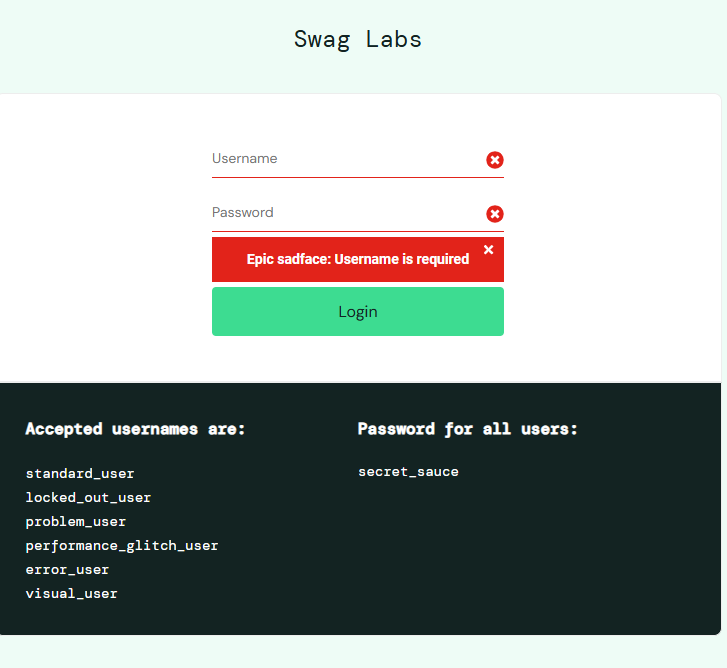 Swag Labs
Username
Password
Epic sadface: Username is required
Login
Accepted usernames are:
standard_user
locked_out_user
problem_user
performance_glitch_user
error_user
visual_user
Password for all users:
secret_sauce